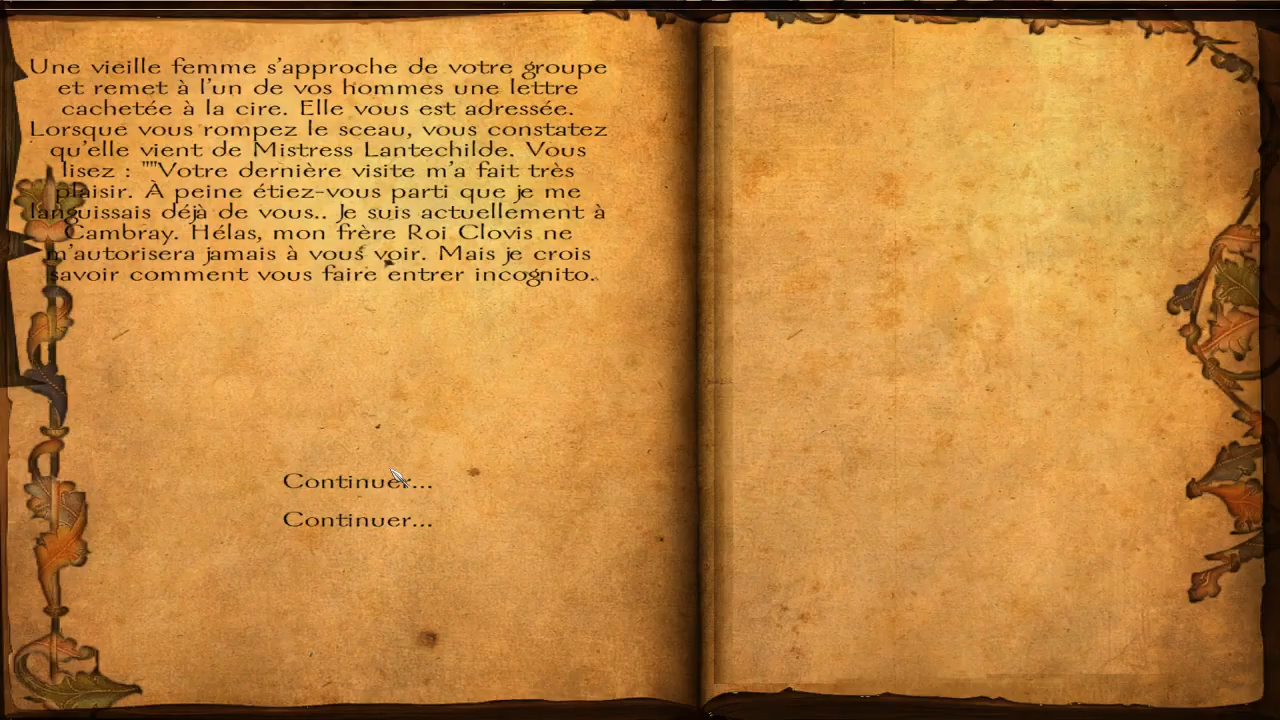 Une vieille femme s'approche de votre groupe
et remet à l'un de vos hommes une lettre
cachetée à la cire. Elle vous est adressée.
Lorsque vous rompez le sceau, vous constatez
qu'elle vient de Mistress Lantechilde. Vous
lisez : ""Votre dernière visite m'a fait très
plaisir. À peine étiez-vous parti que je me
languissais déjà de vous.. Je suis actuellement à
Cambray. Hélas, mon frère Roi Clovis ne
m'autorisera jamais à vous voir. Mais je crois
savoir comment vous faire entrer incognito.
Continuer...
Continuer...